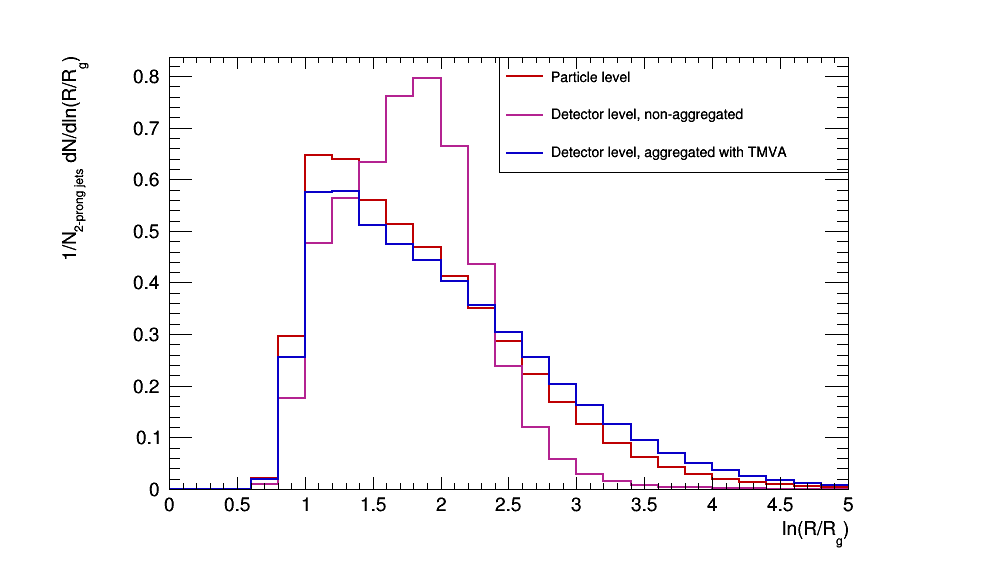 1/N2-prong jets dN/dln(R/Rg)
0.8
0.7
0.6
0.5
0.4
0.3
0.2
0.1
0
Particle level
Detector level, non-aggregated
Detector level, aggregated with TMVA
0 0.5 1 1.5 2 2.5 3 3.5 4 4.5 5
ln(R/Rg)